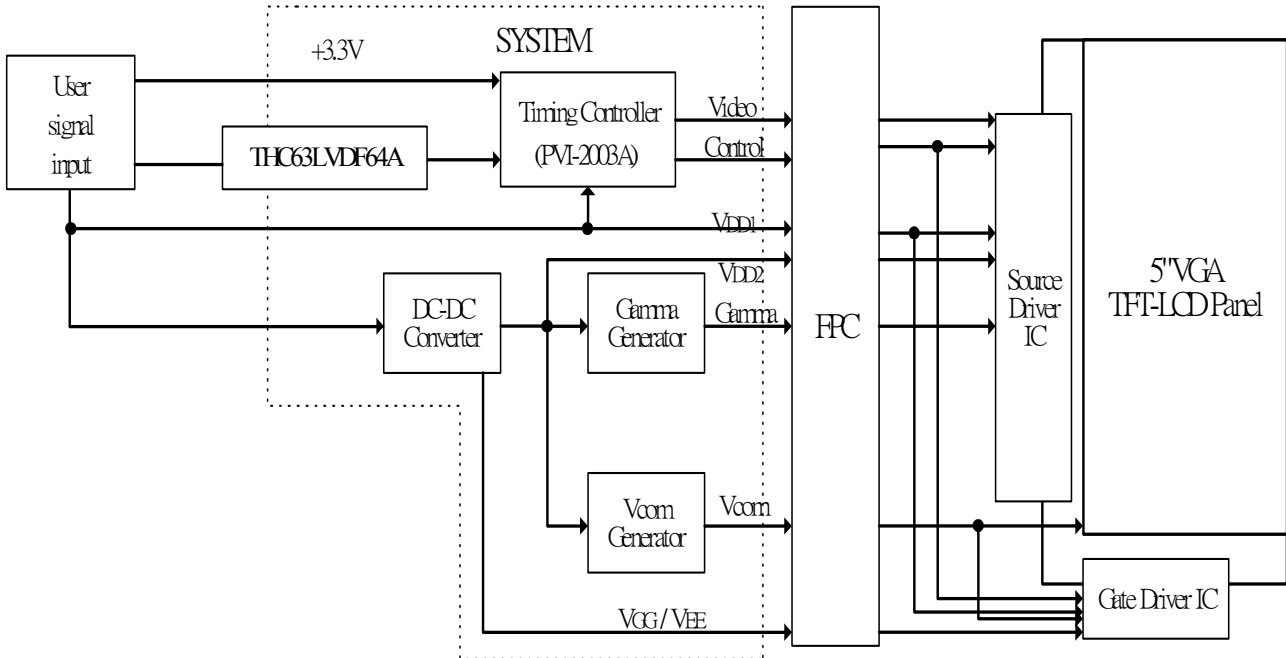 SYSTEM
+3.3V
User
signal
input
THC63LVDF64A
Timing Controller
(PVI-2003A)
Video
Control
VDD1
VDD2
DC-DC
Converter
Gamma
Generator
Gamma
Vcom
Generator
Vcom
VGG / VEE
FPC
Source
Driver
IC
5"VGA
TFT-LCD Panel
Gate Driver IC